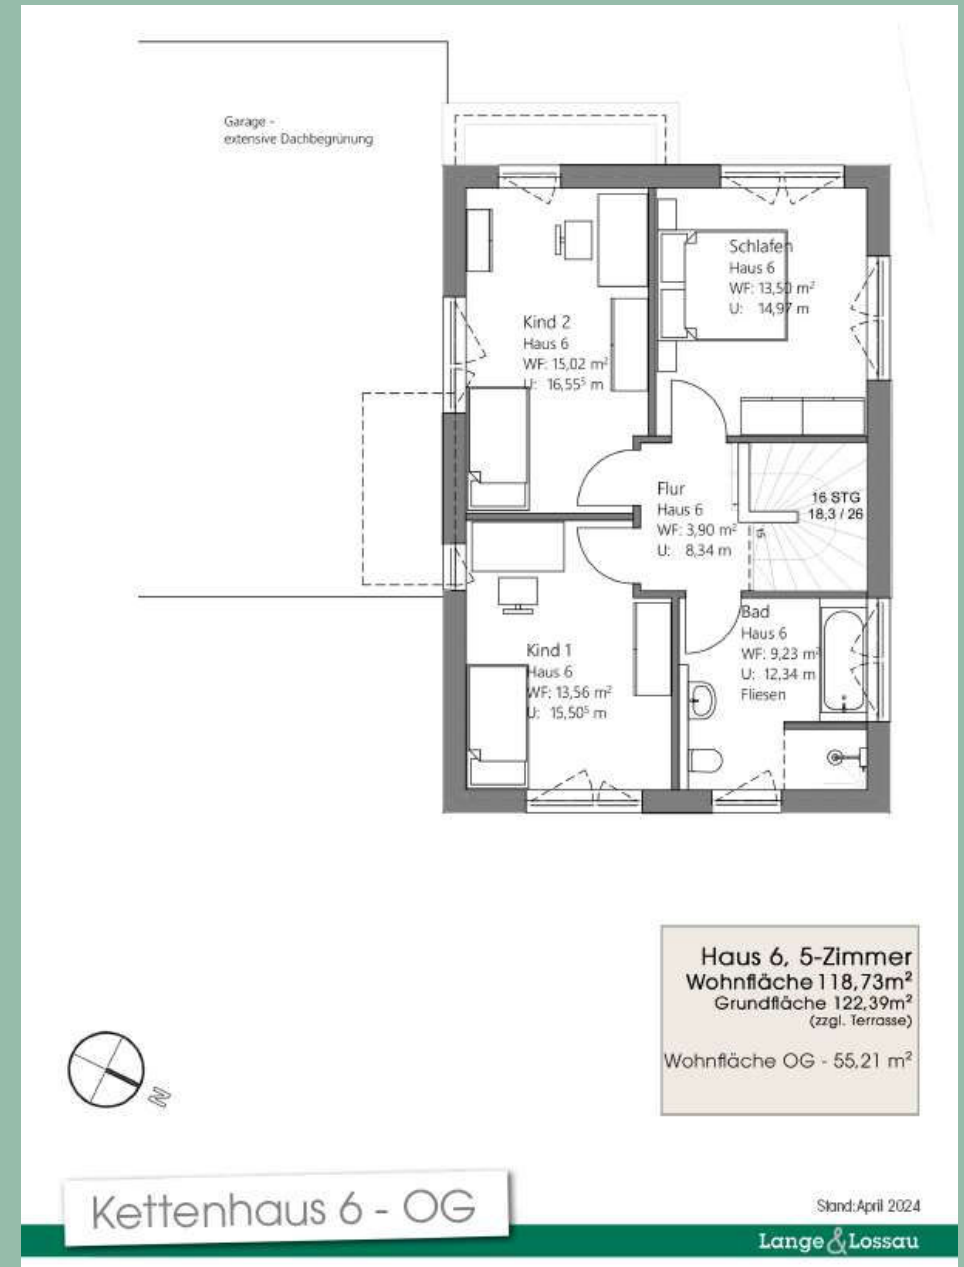 Garage -
extensive Dachbegrünung
Schlafen
Haus 6
WF: 13,50 m²
U: 14,97 m
Kind 2
Haus 6
WF: 15,02 m²
U: 16,55⁵ m
Flur
Haus 6
WF: 3,90 m²
U: 8,34 m
16 STG
18,3 / 26
15
Bad
Haus 6
WF: 9,23 m²
U: 12,34 m
Fliesen
Kind 1
Haus 6
WF: 13,56 m²
U: 15,50⁵ m
Haus 6, 5-Zimmer
Wohnfläche 118,73m²
Grundfläche 122,39m²
(zzgl. Terrasse)
Wohnfläche OG - 55,21 m²
N
Kettenhaus 6 - OG
Stand:April 2024
Lange&Lossau